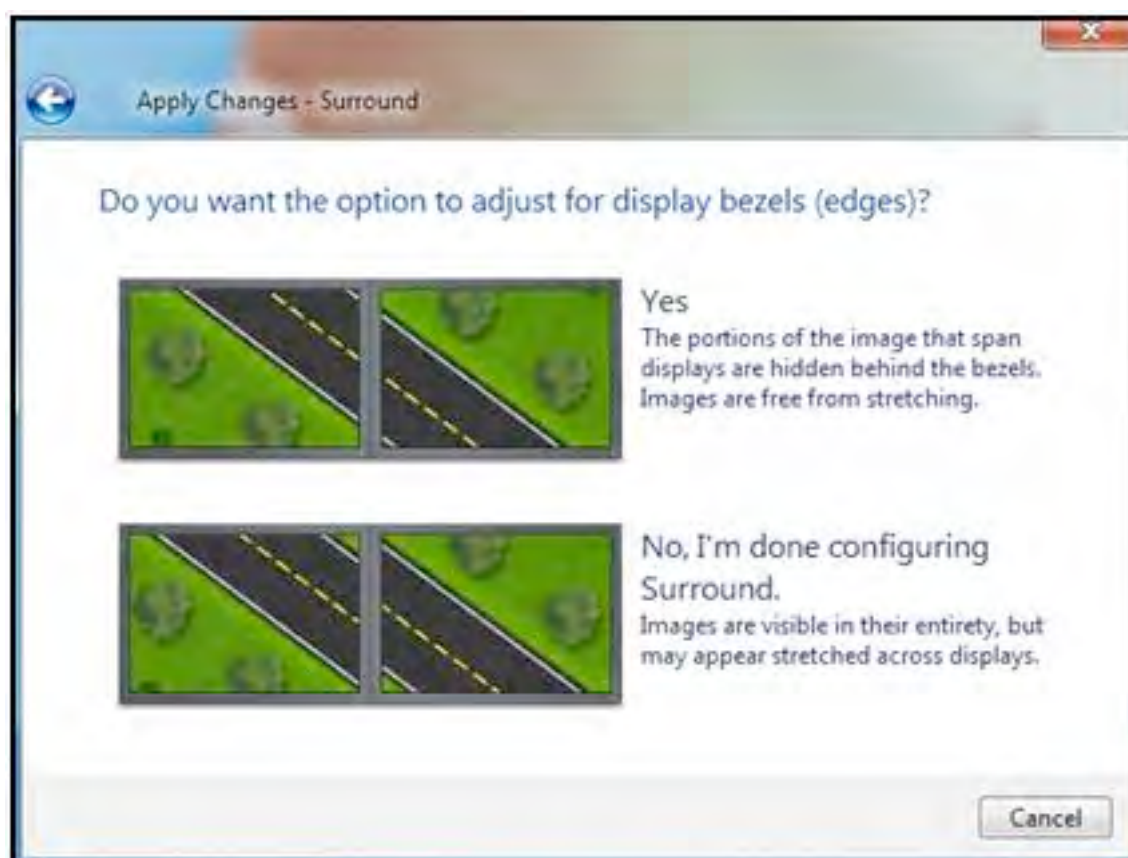 Apply Changes - Surround
Do you want the option to adjust for display bezels (edges)?
Yes
The portions of the image that span
displays are hidden behind the bezels.
Images are free from stretching.
No, I'm done configuring
Surround.
Images are visible in their entirety, but
may appear stretched across displays.
Cancel